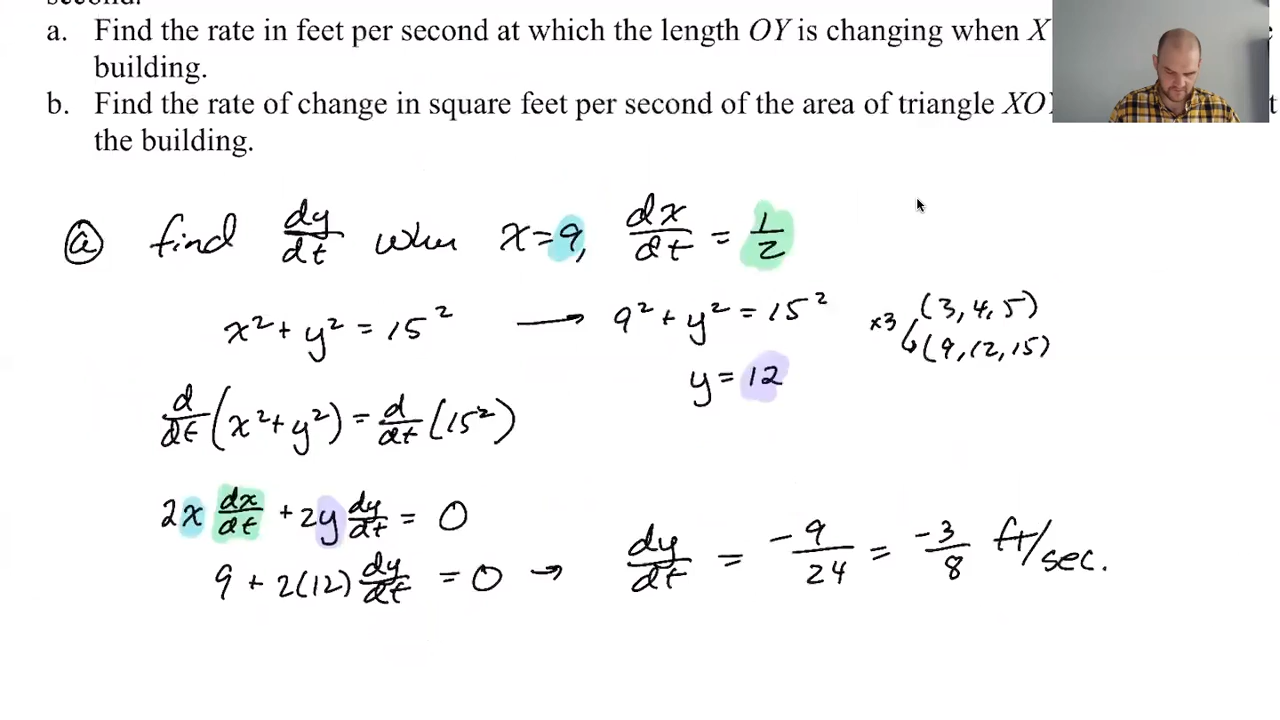 second.
a. Find the rate in feet per second at which the length OY is changing when X
building.
b. Find the rate of change in square feet per second of the area of triangle XOY t
the building.
ⓐ find dy/dt when x=9, dx/dt = 1/2
x² + y² = 15² → 9² + y² = 15² x3 (3, 4, 5)
↳ (9, 12, 15)
y = 12
d/dt (x² + y²) = d/dt (15²)
2x dx/dt + 2y dy/dt = 0
9 + 2(12) dy/dt = 0 → dy/dt = -9/24 = -3/8 ft/sec.